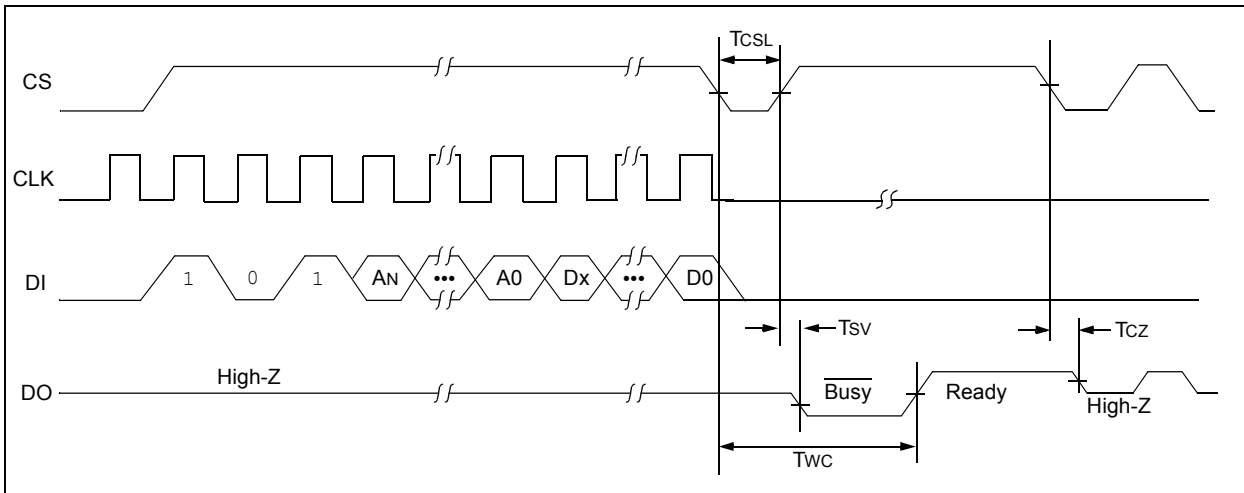 TCSL
CS
CLK
DI
1 0 1 AN ••• A0 Dx ••• D0
TSV
TCZ
DO
High-Z
Busy
Ready
High-Z
TWC